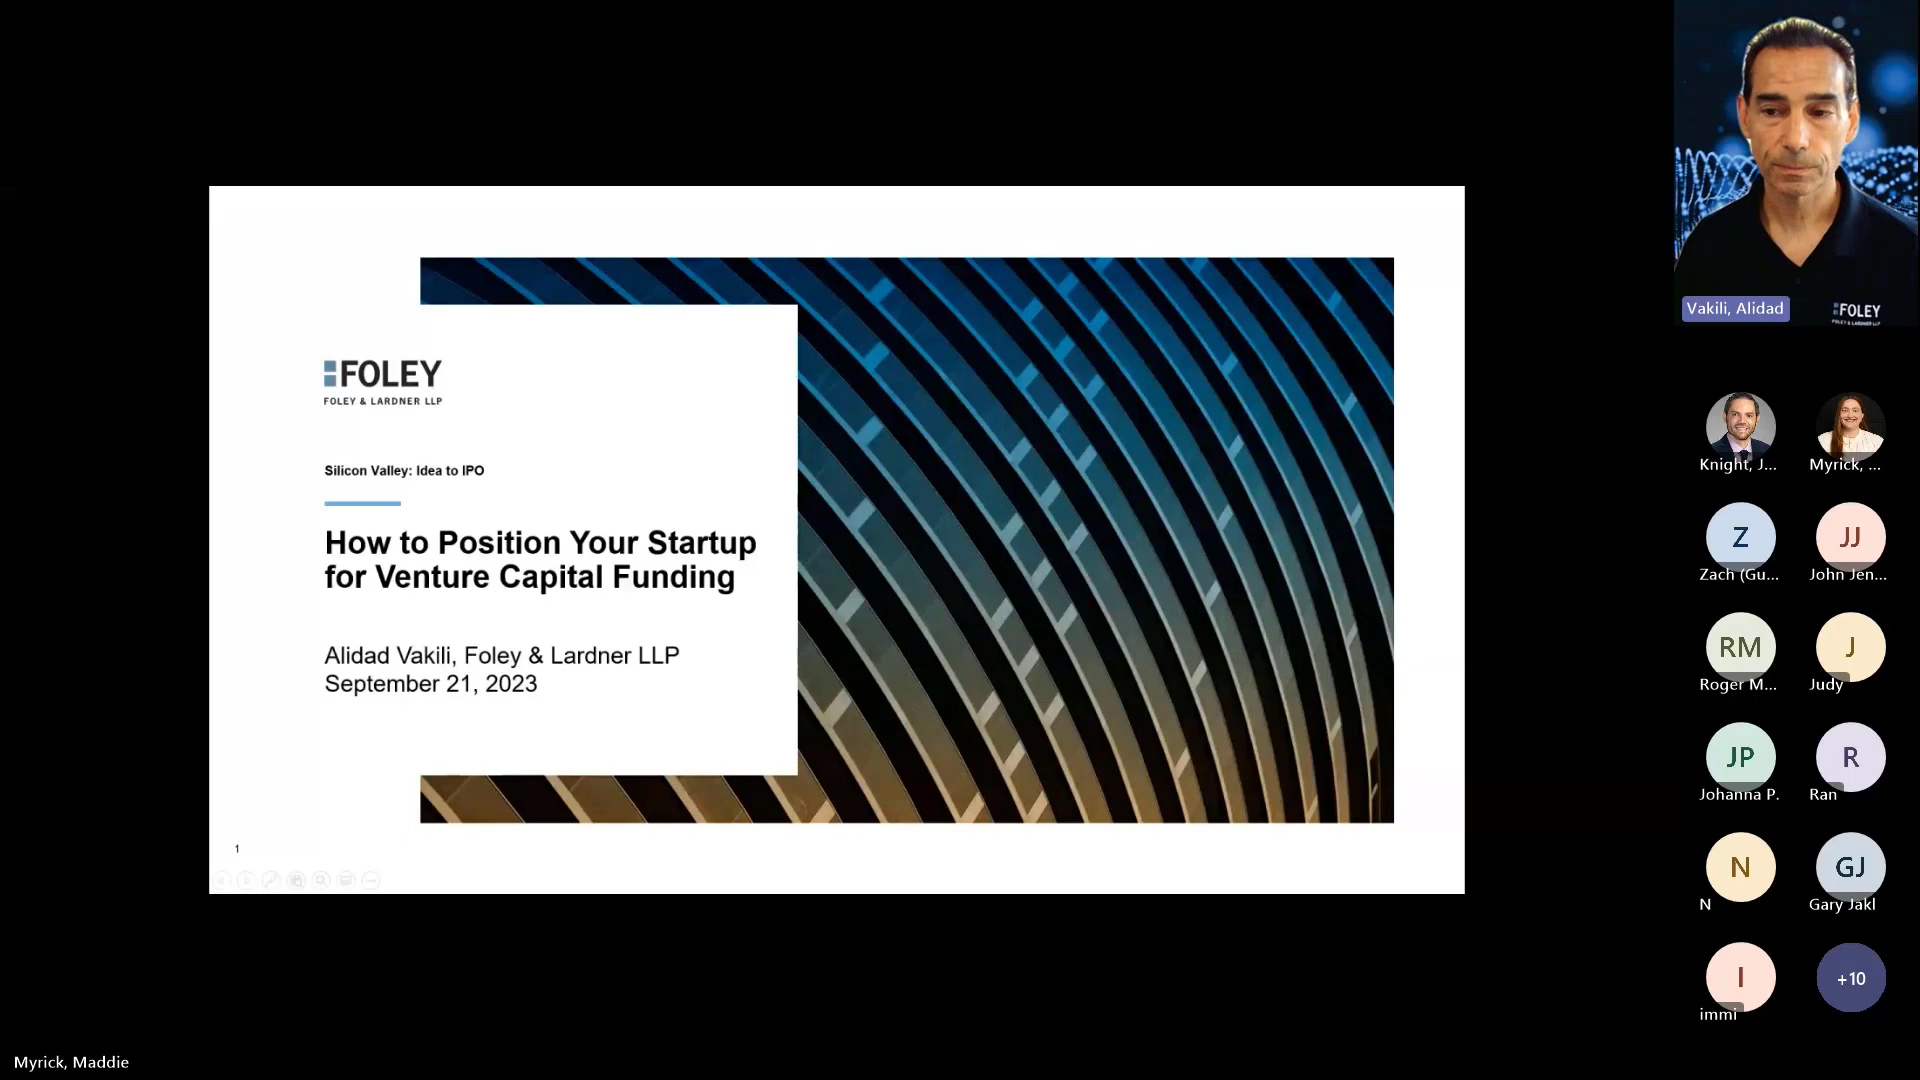 FOLEY
FOLEY & LARDNER LLP
Silicon Valley: Idea to IPO
How to Position Your Startup
for Venture Capital Funding
Alidad Vakili, Foley & Lardner LLP
September 21, 2023
1
Vakili, Alidad
FOLEY
FOLEY & LARDNER LLP
Knight, J...
Myrick, ...
Z
Zach (Gu...
JJ
John Jen...
RM
Roger M...
J
Judy
JP
Johanna P.
R
Ran
N
N
GJ
Gary Jakl
I
immi
+10
Myrick, Maddie